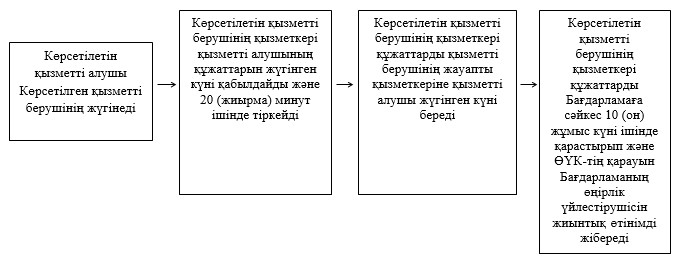 Көрсетілетін
қызметті алушы
Көрсетілген қызметті
берушінің жүгінеді
Көрсетілетін қызметті
берушінің қызметкері
қызметті алушының
құжаттарын жүгінген
күні қабылдайды және
20 (жиырма) минут
ішінде тіркейді
Көрсетілетін қызметті
берушінің қызметкері
құжаттарды қызметті
берушінің жауапты
қызметкеріне қызметті
алушы жүгінген күні
береді
Көрсетілетін
қызметті
берушінің
қызметкері
құжаттарды
Бағдарламаға
сәйкес 10 (он)
жұмыс күні ішінде
қарастырып және
ӨҮК-тің қарауын
Бағдарламаның
өңірлік
үйлестірушісін
жиынтық өтінімді
жібереді